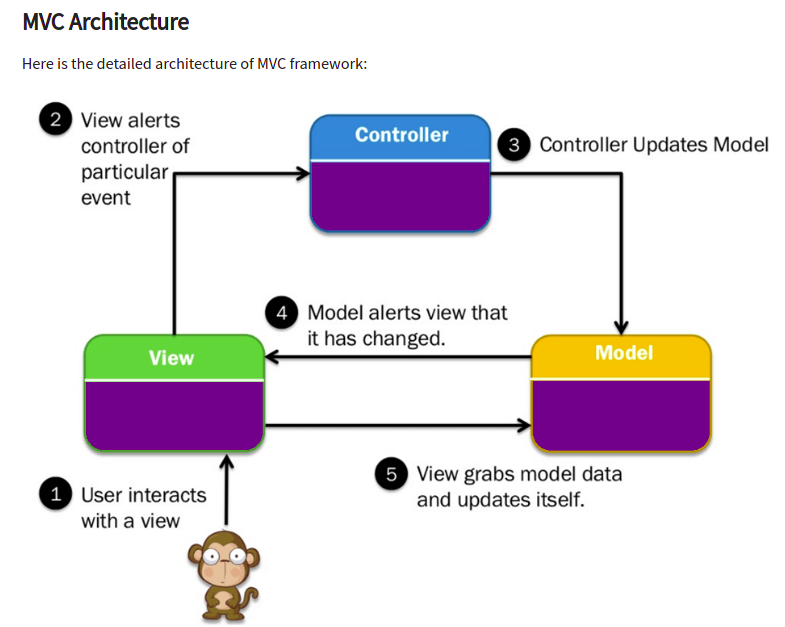 MVC Architecture
Here is the detailed architecture of MVC framework:
2
View alerts
controller of
particular
event
Controller
3
Controller Updates Model
4
Model alerts view that
it has changed.
View
Model
5
View grabs model data
and updates itself.
1
User interacts
with a view